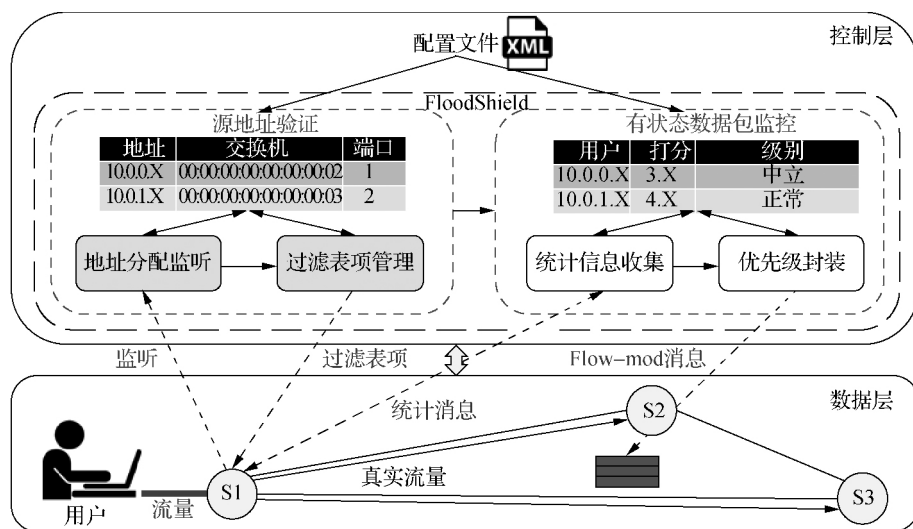 控制层
配置文件 XML
FloodShield
源地址验证
地址 交换机 端口
10.0.0.X 00:00:00:00:00:00:00:02 1
10.0.1.X 00:00:00:00:00:00:00:03 2
地址分配监听 过滤表项管理
有状态数据包监控
用户 打分 级别
10.0.0.X 3.X 中立
10.0.1.X 4.X 正常
统计信息收集 优先级封装
监听 过滤表项 Flow-mod消息
统计消息
数据层
S2
真实流量
S1
S3
流量
用户